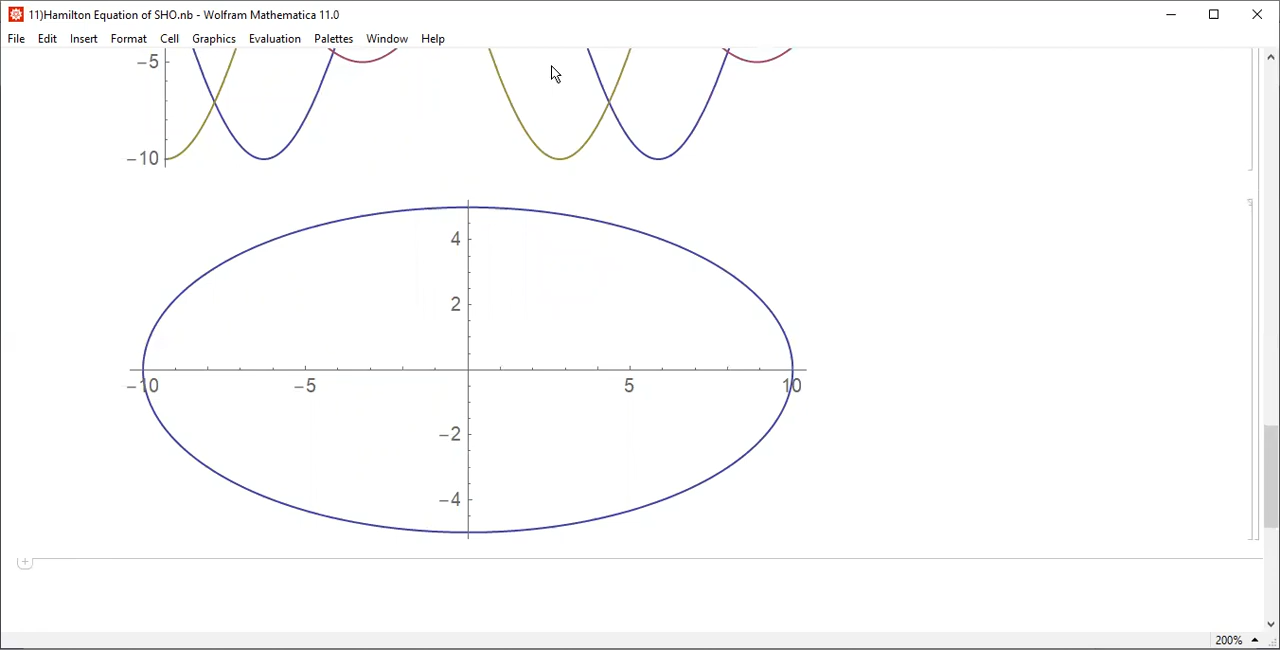 11)Hamilton Equation of SHO.nb - Wolfram Mathematica 11.0
File Edit Insert Format Cell Graphics Evaluation Palettes Window Help
−5
−10
4
2
−10 −5 5 10
−2
−4
200%